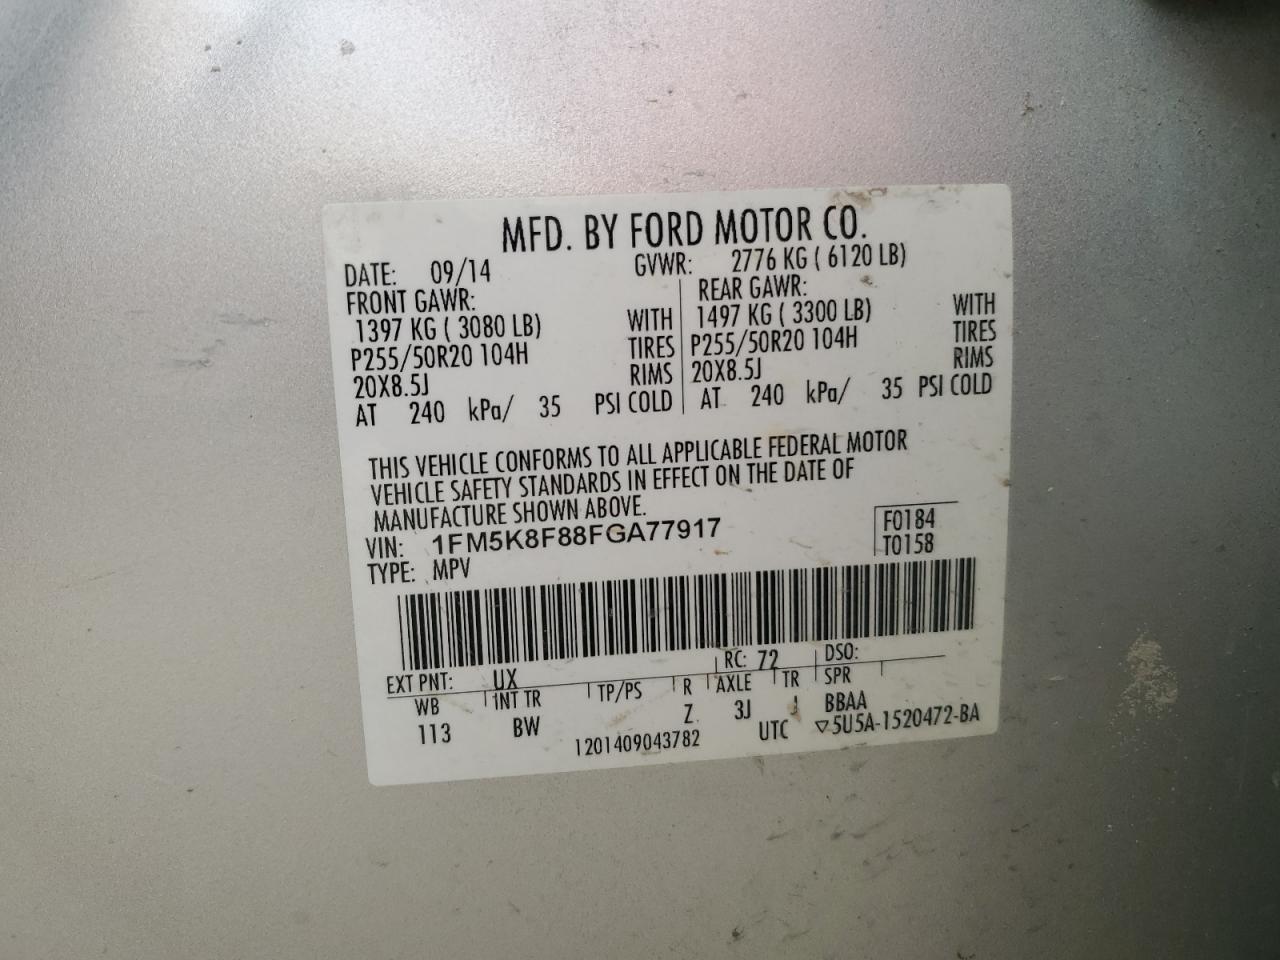 MFD. BY FORD MOTOR CO.
DATE: 09/14 GVWR: 2776 KG ( 6120 LB)
FRONT GAWR: REAR GAWR:
1397 KG ( 3080 LB) WITH 1497 KG ( 3300 LB) WITH
P255/50R20 104H TIRES P255/50R20 104H TIRES
20X8.5J RIMS 20X8.5J RIMS
AT 240 kPa/ 35 PSI COLD AT 240 kPa/ 35 PSI COLD
THIS VEHICLE CONFORMS TO ALL APPLICABLE FEDERAL MOTOR
VEHICLE SAFETY STANDARDS IN EFFECT ON THE DATE OF
MANUFACTURE SHOWN ABOVE.
VIN: 1FM5K8F88FGA77917 F0184
TYPE: MPV T0158
EXT PNT: UX RC: 72 DSO:
WB INT TR TP/PS R AXLE TR SPR
113 BW Z 3J J BBAA
1201409043782 UTC ▽5U5A-1520472-BA